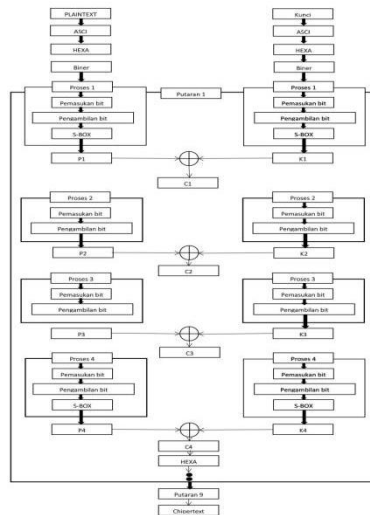 PLAINTEXT Kunci
ASCI ASCI
HEXA HEXA
Biner Biner
Proses 1 Putaran 1 Proses 1
Pemasukan bit Pemasukan bit
Pengambilan bit Pengambilan bit
S-BOX S-BOX
P1 K1
C1
Proses 2 Proses 2
Pemasukan bit Pemasukan bit
Pengambilan bit Pengambilan bit
P2 K2
C2
Proses 3 Proses 3
Pemasukan bit Pemasukan bit
Pengambilan bit Pengambilan bit
P3 K3
C3
Proses 4 Proses 4
Pemasukan bit Pemasukan bit
Pengambilan bit Pengambilan bit
S-BOX S-BOX
P4 K4
C4
HEXA
Putaran 9
Chipertext